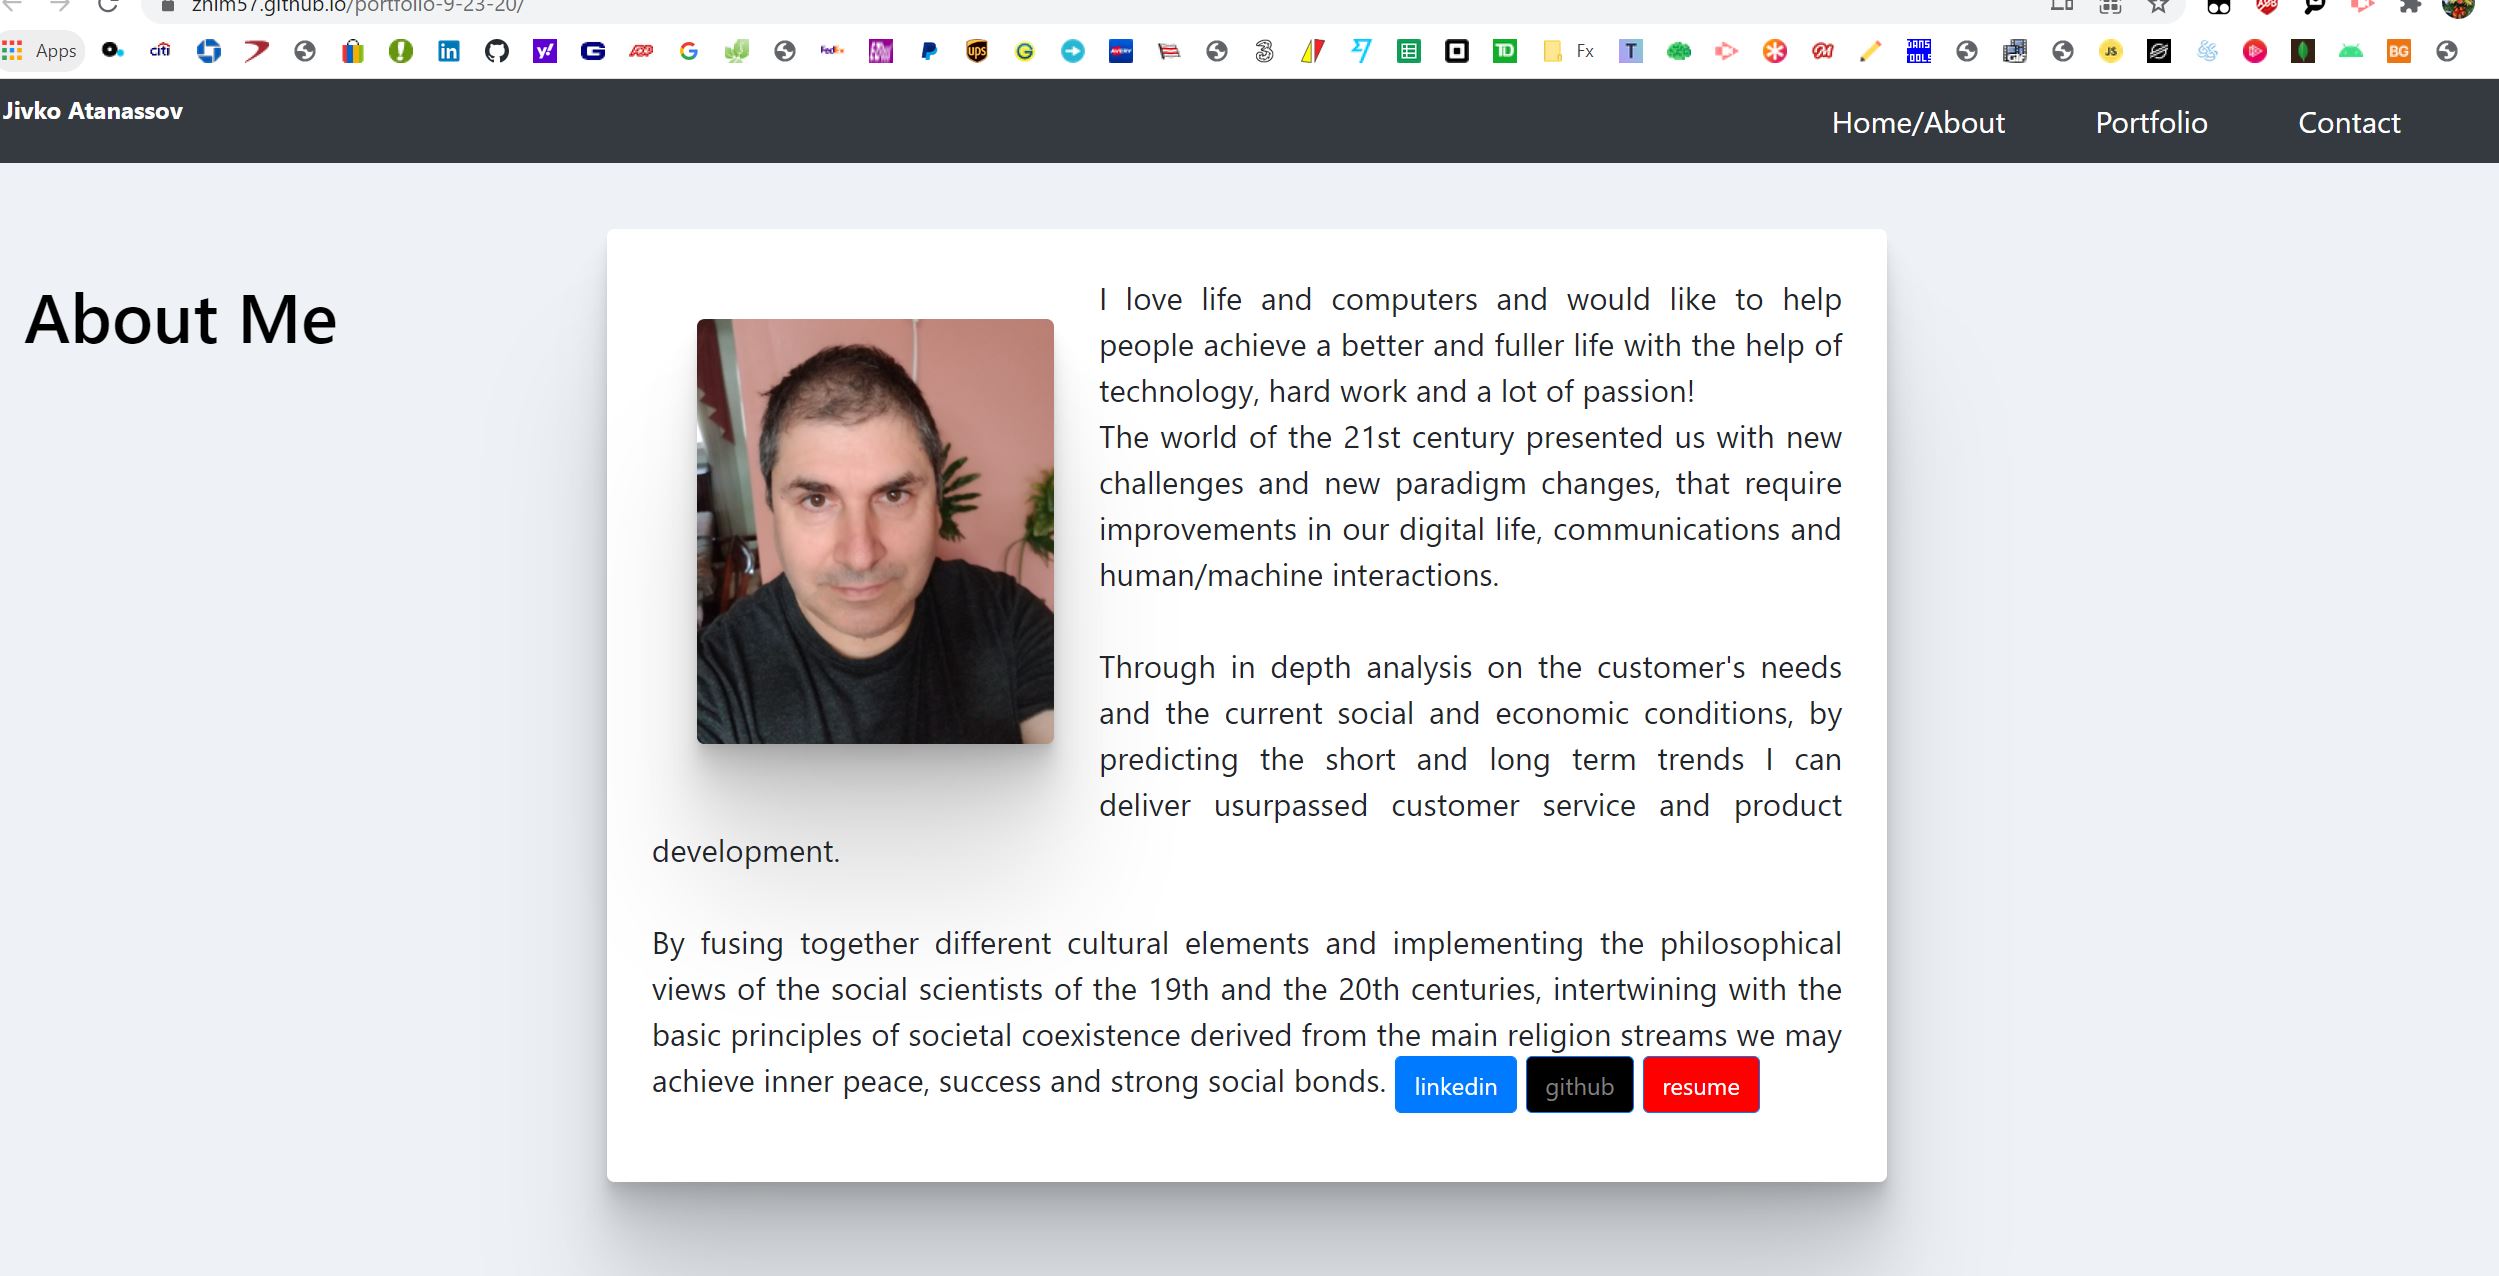 zhim57.github.io/portfolio-9-23-20/
Apps
citi
FedEx
ups
TD
Fx
T
JS
BG
Jivko Atanassov
Home/About Portfolio Contact
About Me
I love life and computers and would like to help
people achieve a better and fuller life with the help of
technology, hard work and a lot of passion!
The world of the 21st century presented us with new
challenges and new paradigm changes, that require
improvements in our digital life, communications and
human/machine interactions.
Through in depth analysis on the customer's needs
and the current social and economic conditions, by
predicting the short and long term trends I can
deliver usurpassed customer service and product
development.
By fusing together different cultural elements and implementing the philosophical
views of the social scientists of the 19th and the 20th centuries, intertwining with the
basic principles of societal coexistence derived from the main religion streams we may
achieve inner peace, success and strong social bonds. linkedin github resume